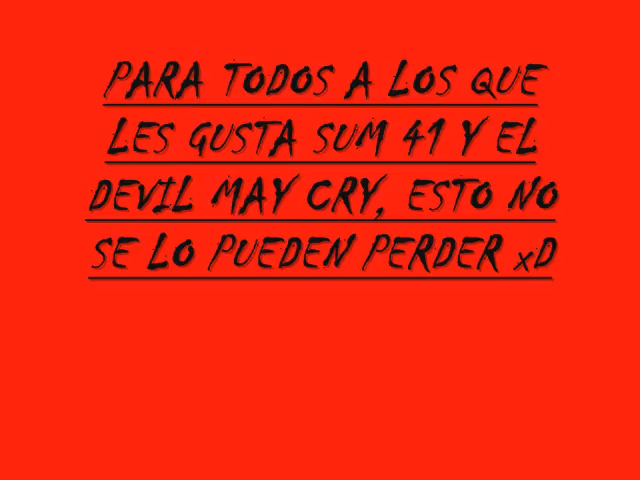 PARA TODOS A LOS QUE
LES GUSTA SUM 41 Y EL
DEVIL MAY CRY, ESTO NO
SE LO PUEDEN PERDER xD